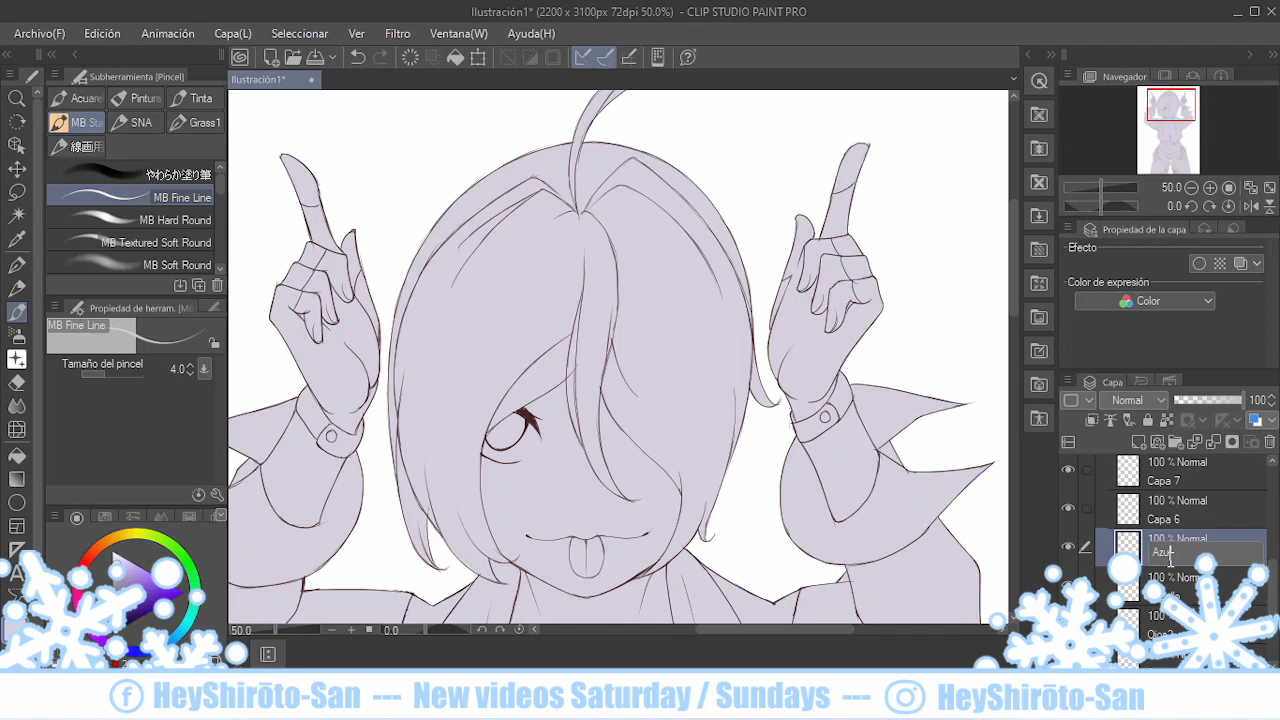 Ilustración1* (2200 x 3100px 72dpi 50.0%) - CLIP STUDIO PAINT PRO
Archivo(F) Edición Animación Capa(L) Seleccionar Ver Filtro Ventana(W) Ayuda(H)
Subherramienta (Pincel)
Ilustración1*
Navegador
Acuare Pintura Tinta
MB Sta SNA Grass1
線画用
やわらか塗り筆
MB Fine Line
MB Hard Round
MB Textured Soft Round
MB Soft Round
50.0
0.0
Propiedad de la capa
Efecto
Color de expresión
Color
Propiedad de herram. [MB
MB Fine Line
Tamaño del pincel 4.0
Capa
Normal 100
100 % Normal
Capa 7
100 % Normal
Capa 6
100 % Normal
Azu
100 % Norm
100
50.0 0.0
HeyShirōto-San --- New videos Saturday / Sundays --- HeyShirōto-San